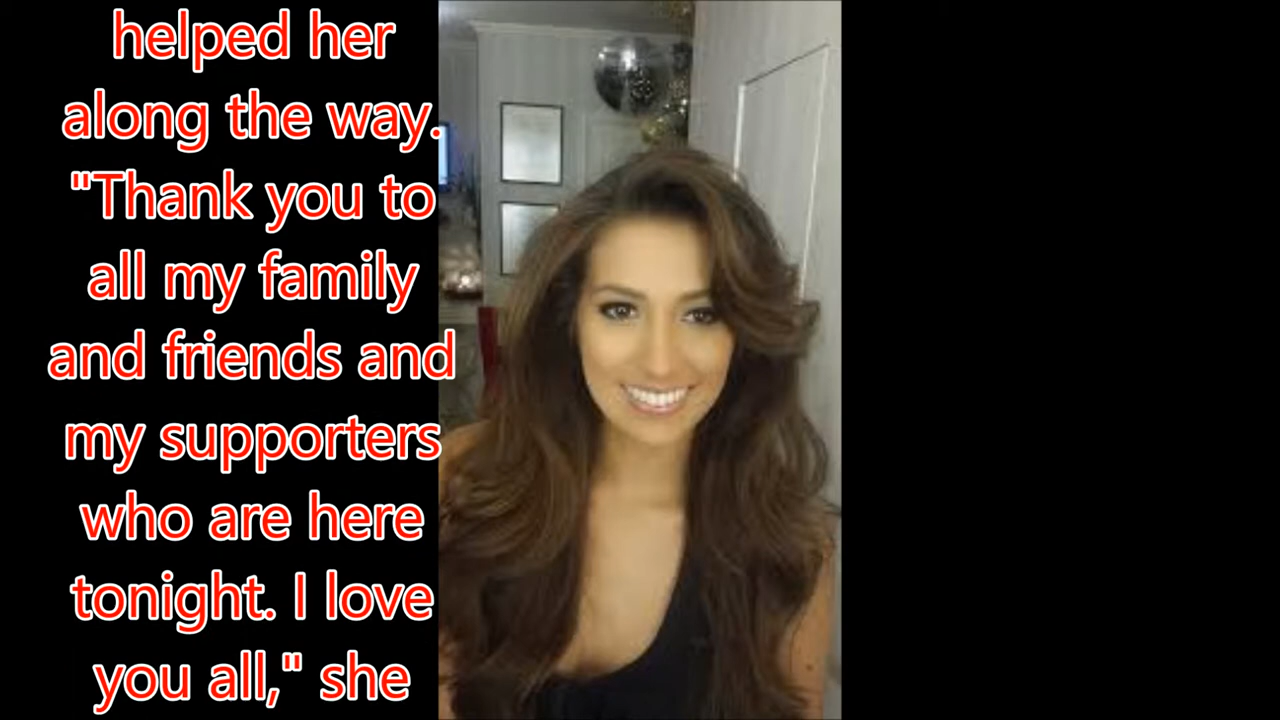 helped her
along the way.
"Thank you to
all my family
and friends and
my supporters
who are here
tonight. I love
you all," she